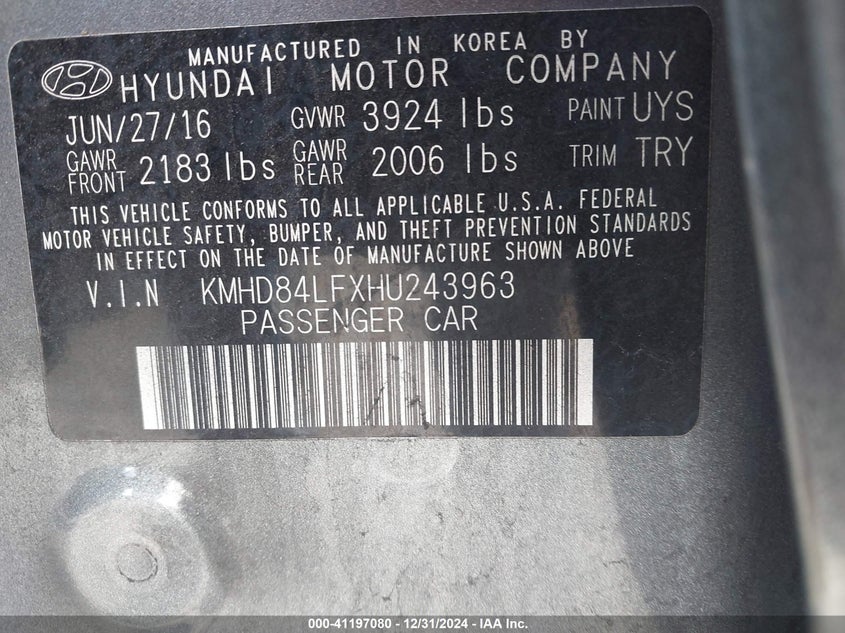 MANUFACTURED IN KOREA BY
HYUNDAI MOTOR COMPANY
JUN/27/16 GVWR 3924 lbs PAINT UYS
GAWR FRONT 2183 lbs GAWR REAR 2006 lbs TRIM TRY
THIS VEHICLE CONFORMS TO ALL APPLICABLE U.S.A. FEDERAL
MOTOR VEHICLE SAFETY, BUMPER, AND THEFT PREVENTION STANDARDS
IN EFFECT ON THE DATE OF MANUFACTURE SHOWN ABOVE
V.I.N KMHD84LFXHU243963
PASSENGER CAR
000-41197080 - 12/31/2024 - IAA Inc.